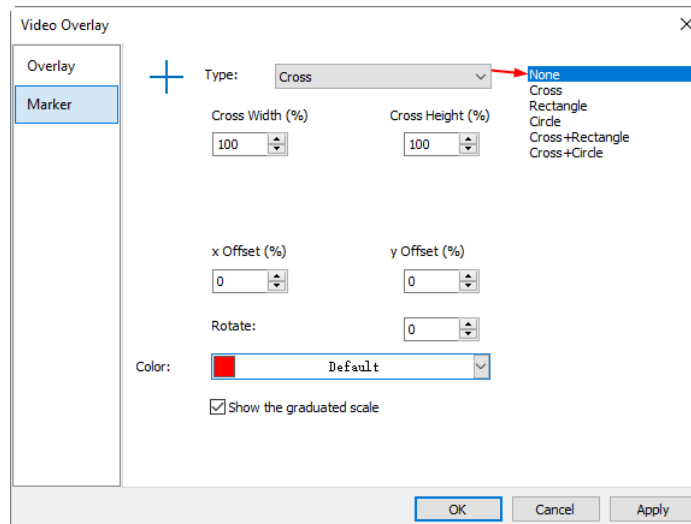 Video Overlay
Overlay
Marker
Type:
Cross
None
Cross
Rectangle
Circle
Cross+Rectangle
Cross+Circle
Cross Width (%)
Cross Height (%)
100
100
x Offset (%)
y Offset (%)
0
0
Rotate:
0
Color:
Default
Show the graduated scale
OK
Cancel
Apply